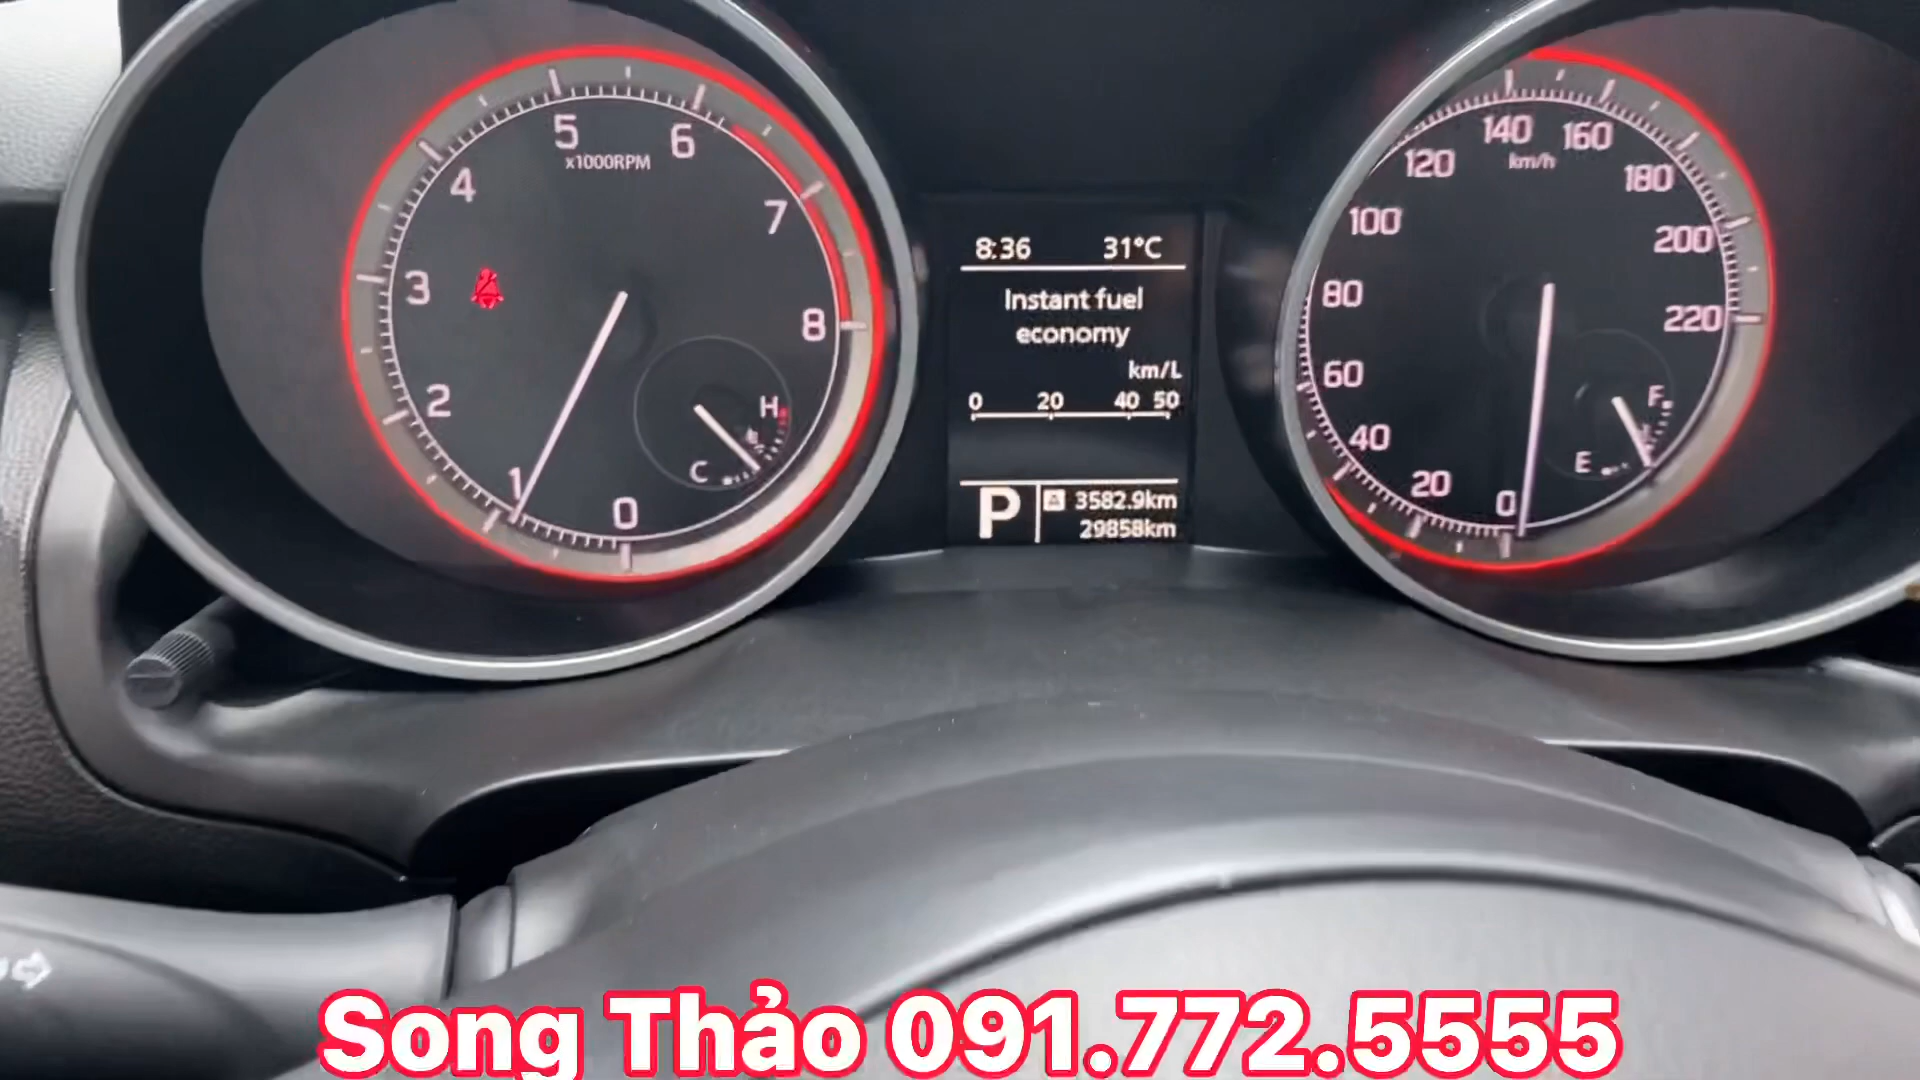 0
1
2
3
4
5
6
7
8
x1000RPM
C
H
8:36 31°C
Instant fuel
economy
km/L
0 20 40 50
P
A 3582.9km
29858km
0
20
40
60
80
100
120
140
160
180
200
220
km/h
E
F
Song Thảo 091.772.5555